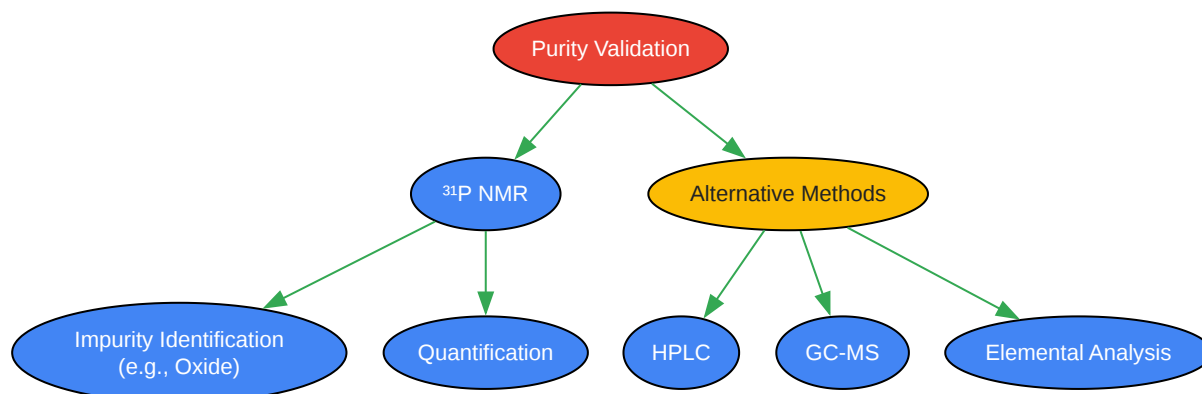 Purity Validation
³¹P NMR
Alternative Methods
Impurity Identification
(e.g., Oxide)
Quantification
HPLC
GC-MS
Elemental Analysis